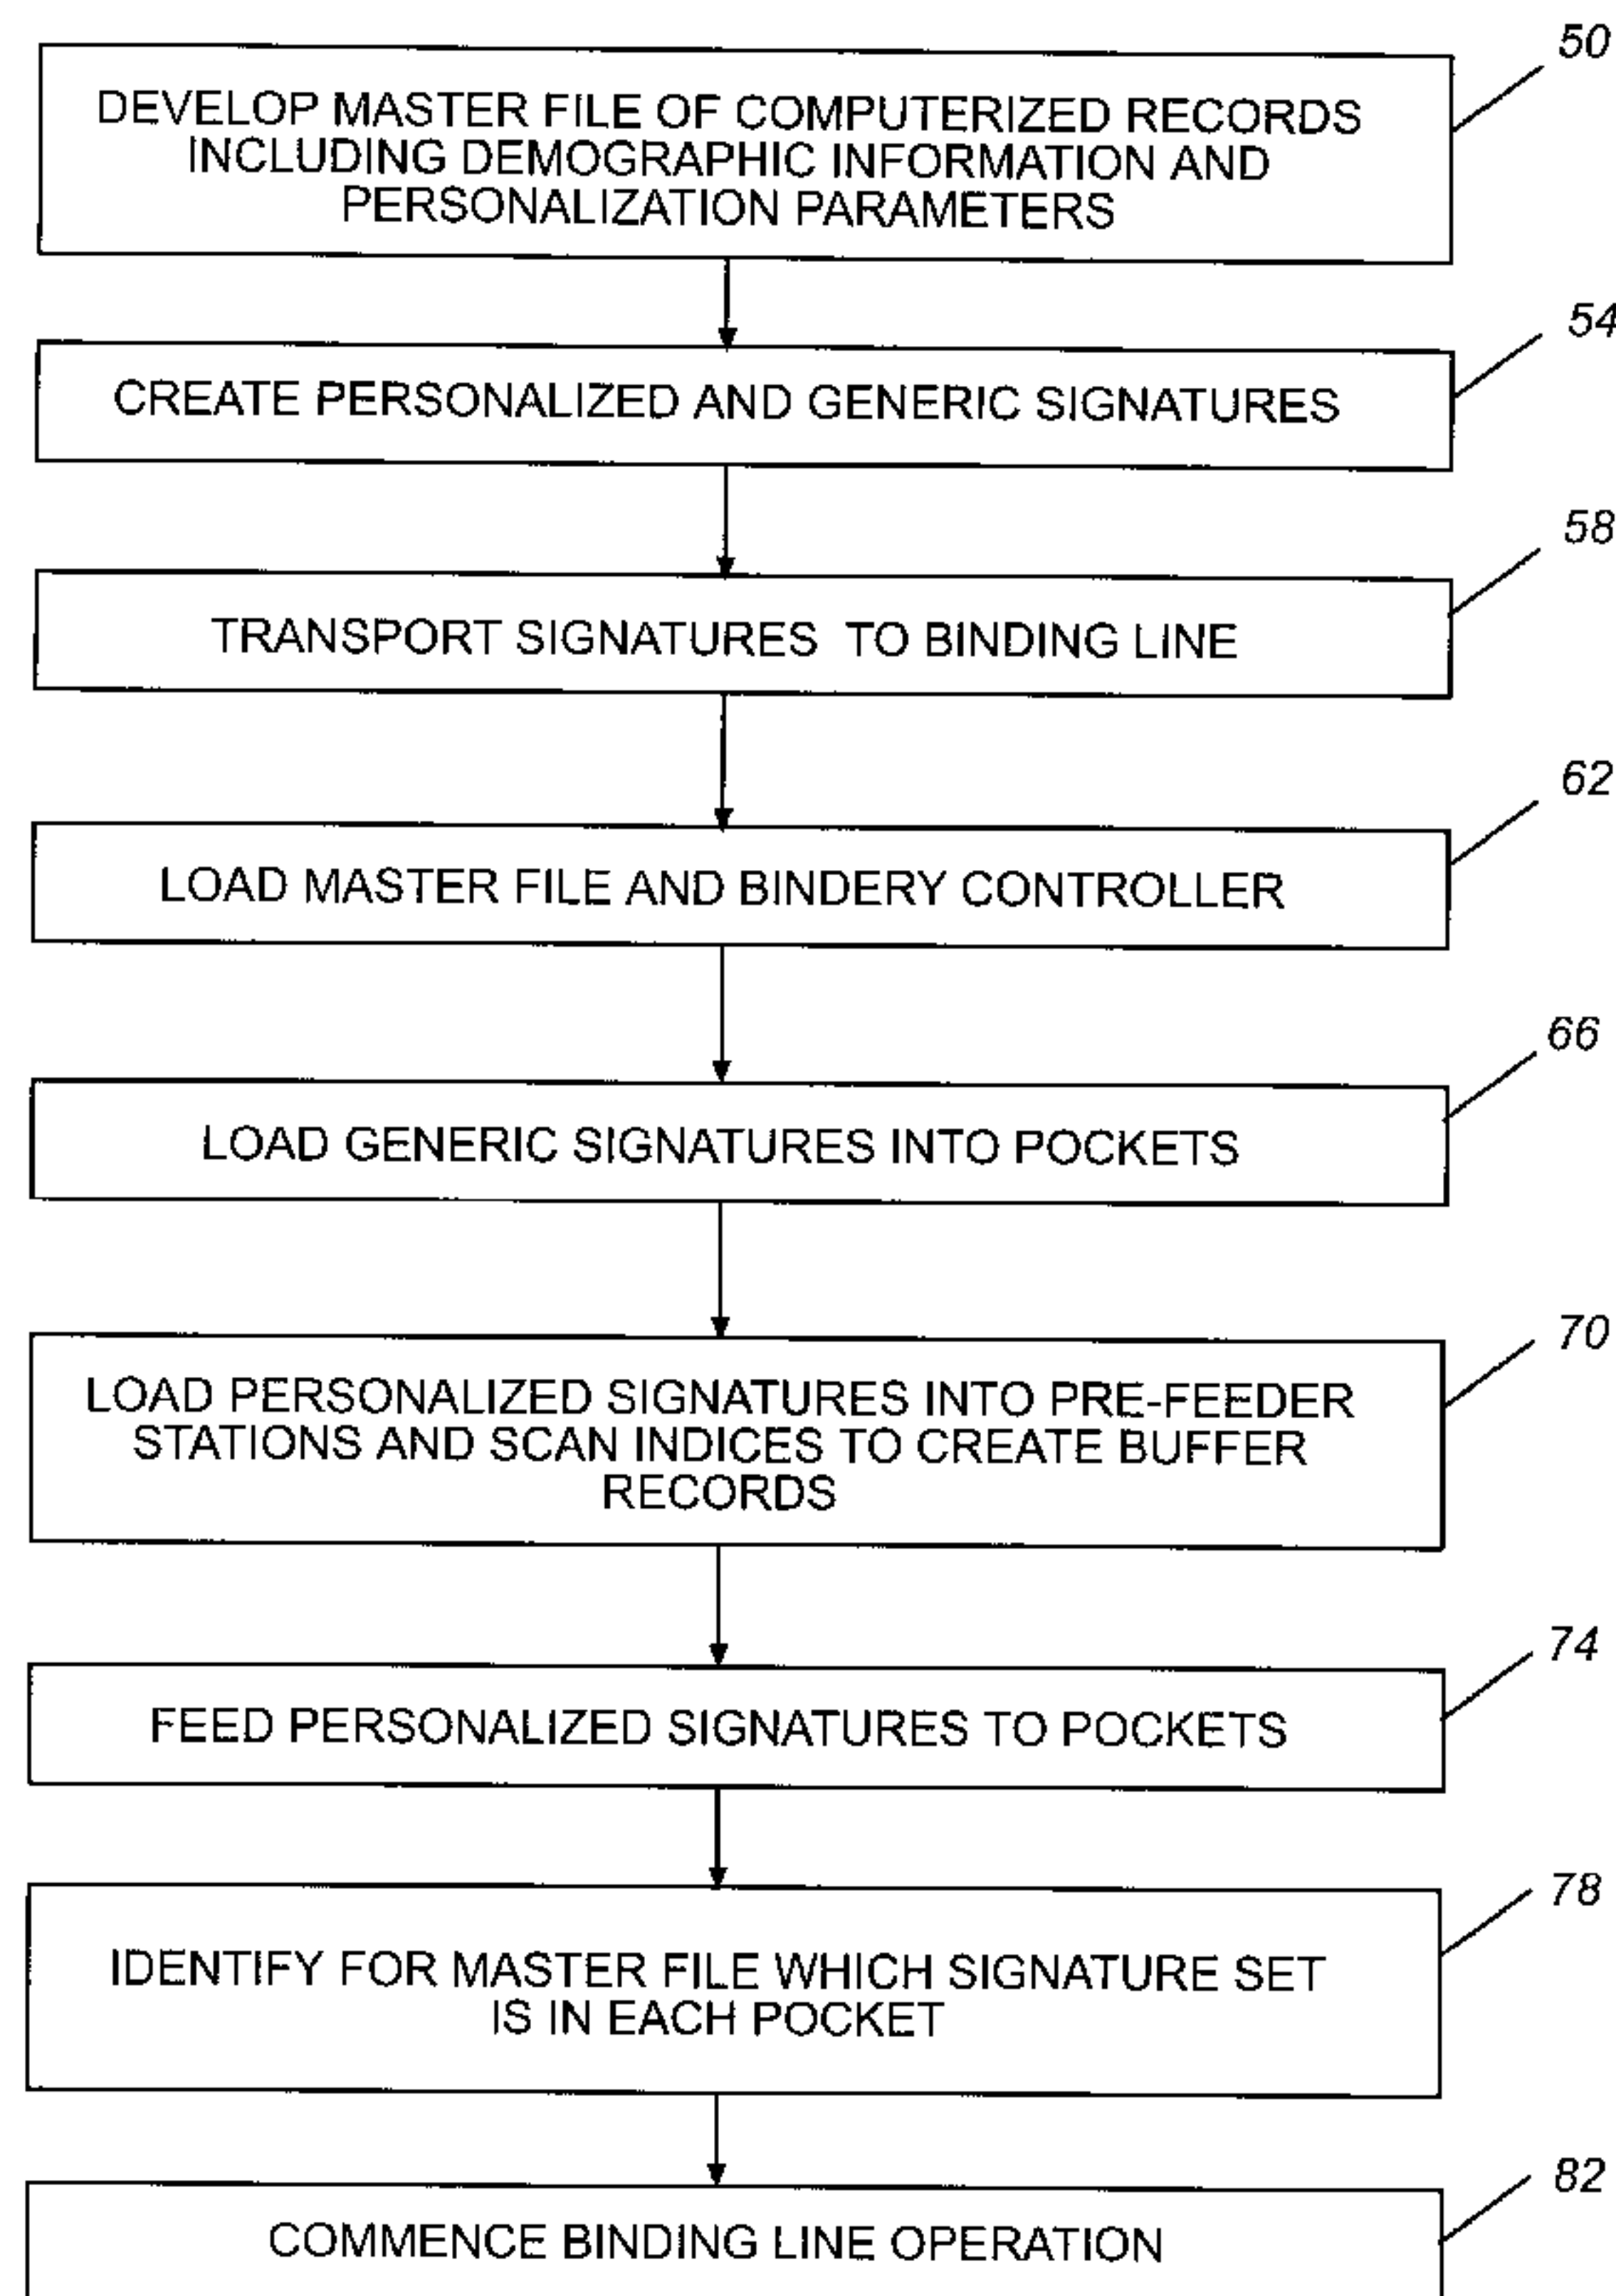 50
DEVELOP MASTER FILE OF COMPUTERIZED RECORDS
INCLUDING DEMOGRAPHIC INFORMATION AND
PERSONALIZATION PARAMETERS
54
CREATE PERSONALIZED AND GENERIC SIGNATURES
58
TRANSPORT SIGNATURES TO BINDING LINE
62
LOAD MASTER FILE AND BINDERY CONTROLLER
66
LOAD GENERIC SIGNATURES INTO POCKETS
70
LOAD PERSONALIZED SIGNATURES INTO PRE-FEEDER
STATIONS AND SCAN INDICES TO CREATE BUFFER
RECORDS
74
FEED PERSONALIZED SIGNATURES TO POCKETS
78
IDENTIFY FOR MASTER FILE WHICH SIGNATURE SET
IS IN EACH POCKET
82
COMMENCE BINDING LINE OPERATION